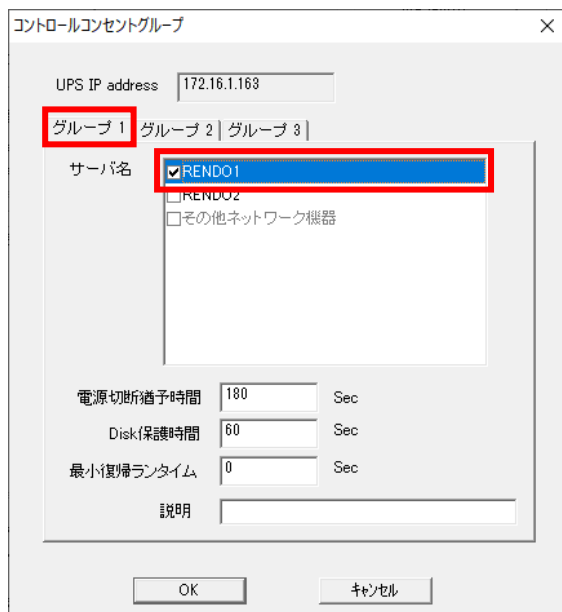 コントロールコンセントグループ
UPS IP address 172.16.1.163
グループ 1 グループ 2 グループ 3
サーバ名 RENDO1
RENDO2
その他ネットワーク機器
電源切断猶予時間 180 Sec
Disk保護時間 60 Sec
最小復帰ランタイム 0 Sec
説明
OK キャンセル